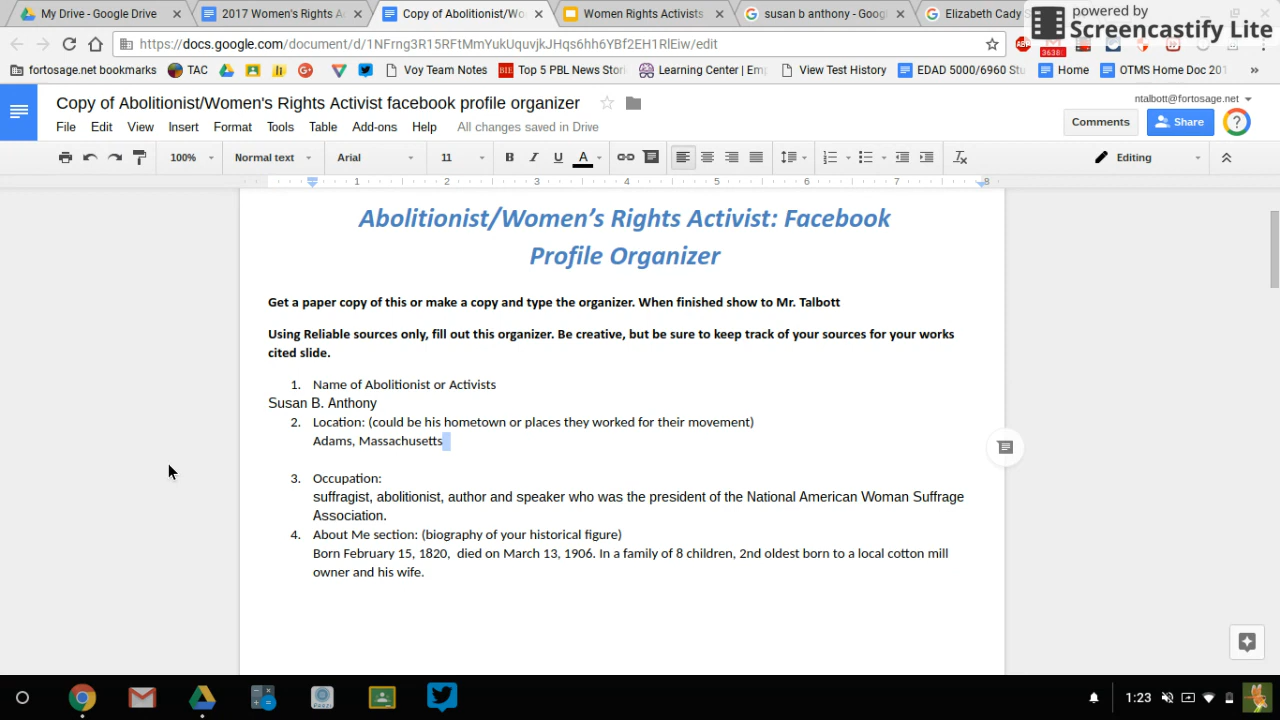 My Drive - Google Drive
2017 Women's Rights A
Copy of Abolitionist/Wo
Women Rights Activists
susan b anthony - Goog
Elizabeth Cady
powered by
Screencastify Lite
edit
3638
fortosage.net bookmarks
TAC
Voy Team Notes
Top 5 PBL News Stori
Learning Center | Emp
View Test History
EDAD 5000/6960 Stu
Home
OTMS Home Doc 201
»
Copy of Abolitionist/Women's Rights Activist facebook profile organizer
ntalbott@fortosage.net
File Edit View Insert Format Tools Table Add-ons Help All changes saved in Drive
Comments
Share
?
100% Normal text Arial 11 B I U A Editing
1 2 3 4 5 6 7 8
Abolitionist/Women's Rights Activist: Facebook
Profile Organizer
Get a paper copy of this or make a copy and type the organizer. When finished show to Mr. Talbott
Using Reliable sources only, fill out this organizer. Be creative, but be sure to keep track of your sources for your works
cited slide.
1. Name of Abolitionist or Activists
Susan B. Anthony
2. Location: (could be his hometown or places they worked for their movement)
Adams, Massachusetts
3. Occupation:
suffragist, abolitionist, author and speaker who was the president of the National American Woman Suffrage
Association.
4. About Me section: (biography of your historical figure)
Born February 15, 1820,  died on March 13, 1906. In a family of 8 children, 2nd oldest born to a local cotton mill
owner and his wife.
1:23